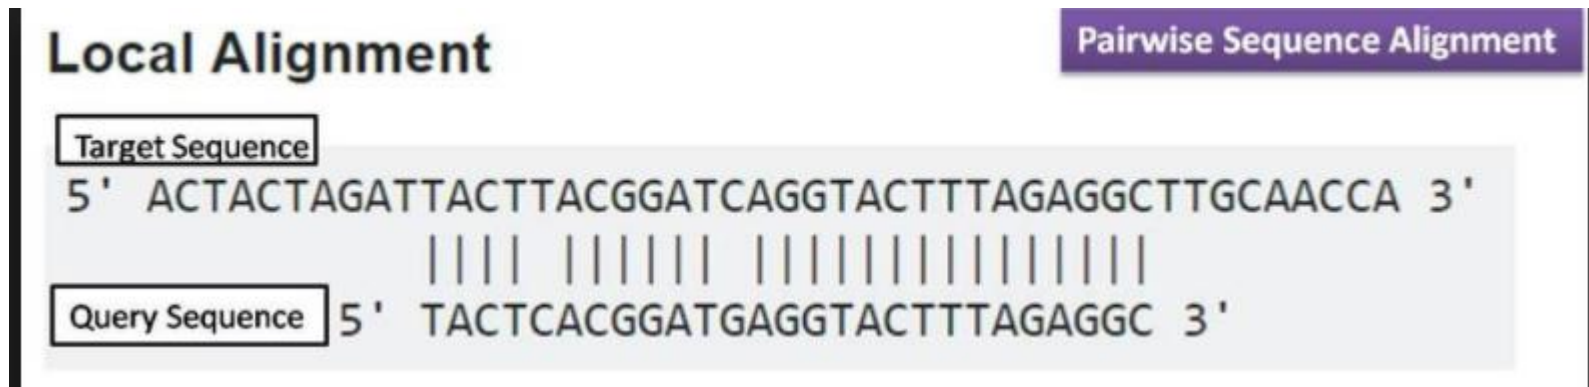 Local Alignment
Pairwise Sequence Alignment
Target Sequence
5' ACTACTAGATTACTTACGGATCAGGTACTTTAGAGGCTTGCAACCA 3'
|||| |||||| |||||||||||||||
Query Sequence 5' TACTCACGGATGAGGTACTTTAGAGGC 3'